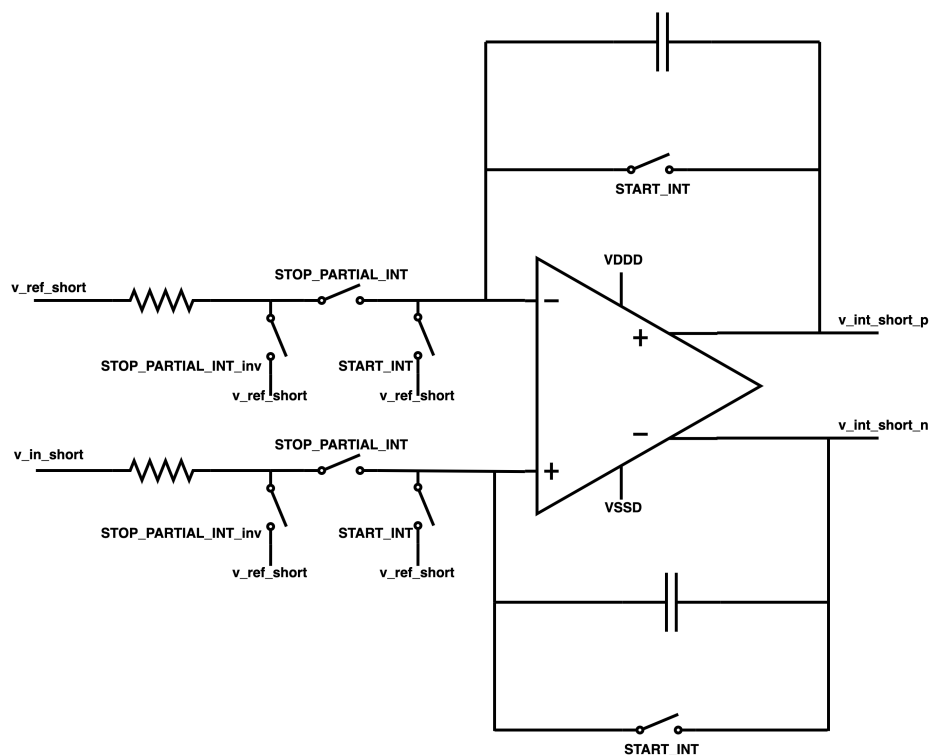 START_INT
VDDD
STOP_PARTIAL_INT
v_ref_short
v_int_short_p
−
+
STOP_PARTIAL_INT_inv
START_INT
v_ref_short
v_ref_short
v_int_short_n
STOP_PARTIAL_INT
−
v_in_short
+
VSSD
STOP_PARTIAL_INT_inv
START_INT
v_ref_short
v_ref_short
START_INT